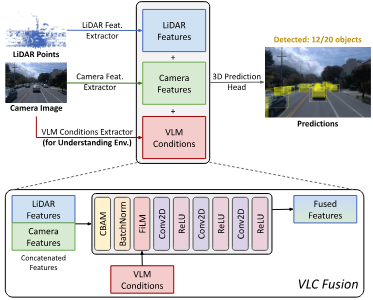 LiDAR Points
LiDAR Feat.
Extractor
LiDAR
Features
+
Camera Image
Camera Feat.
Extractor
Camera
Features
+
VLM Conditions Extractor
(for Understanding Env.)
VLM
Conditions
3D Prediction
Head
Detected: 12/20 objects
Predictions
LiDAR
Features
Camera
Features
Concatenated
Features
CBAM
BatchNorm
FiLM
Conv2D
ReLU
Conv2D
ReLU
Conv2D
ReLU
VLM
Conditions
Fused
Features
VLC Fusion